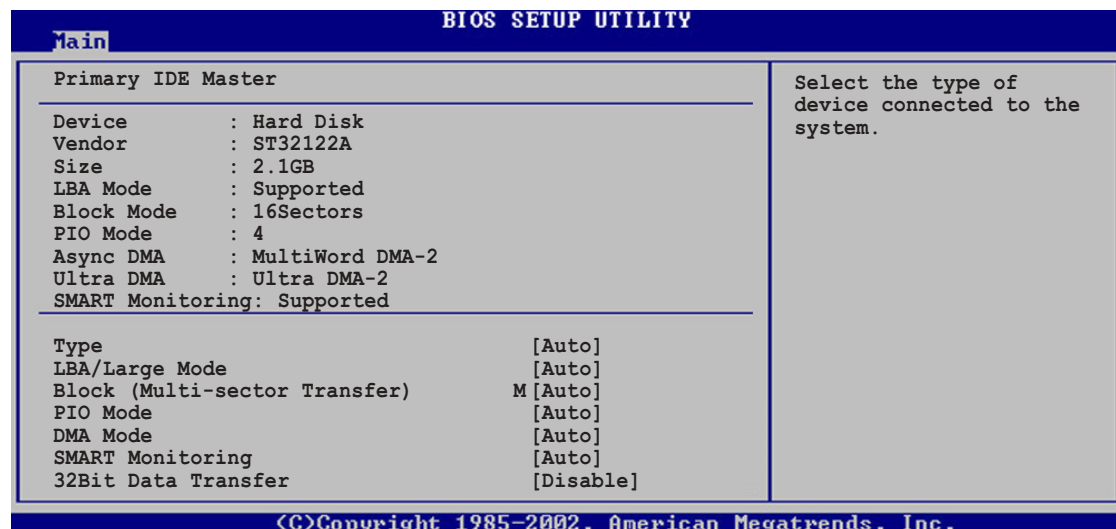 BIOS SETUP UTILITY
Main
Primary IDE Master
Device : Hard Disk
Vendor : ST32122A
Size : 2.1GB
LBA Mode : Supported
Block Mode : 16Sectors
PIO Mode : 4
Async DMA : MultiWord DMA-2
Ultra DMA : Ultra DMA-2
SMART Monitoring: Supported
Type [Auto]
LBA/Large Mode [Auto]
Block (Multi-sector Transfer) M [Auto]
PIO Mode [Auto]
DMA Mode [Auto]
SMART Monitoring [Auto]
32Bit Data Transfer [Disable]
Select the type of
device connected to the
system.
(C)Copyright 1985-2002, American Megatrends, Inc.